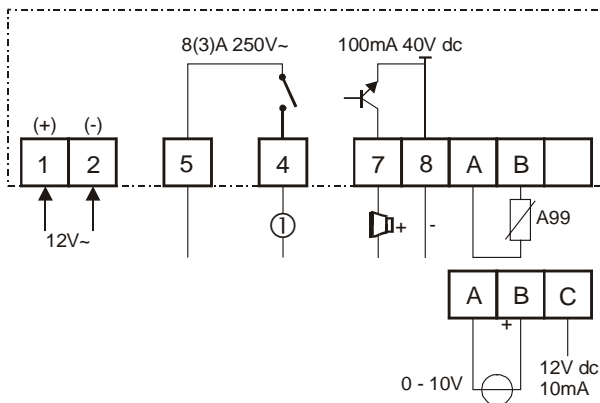 8(3)A 250V~
100mA 40V dc
(+) (-)
1 2 5 4 7 8 A B
12V~ ① + - A99
A B C
+
0 - 10V 12V dc
10mA